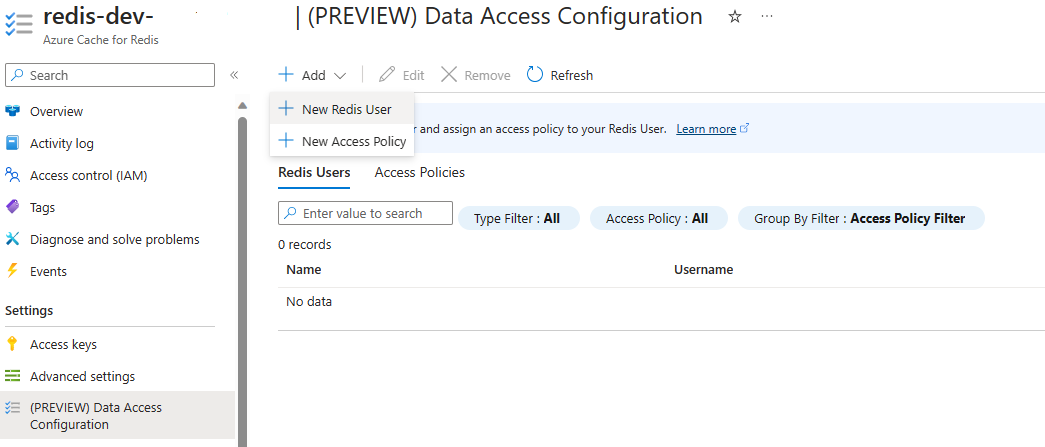 redis-dev-
| (PREVIEW) Data Access Configuration
Azure Cache for Redis
Search
Add
Edit
Remove
Refresh
New Redis User
New Access Policy
and assign an access policy to your Redis User. Learn more
Overview
Activity log
Access control (IAM)
Tags
Diagnose and solve problems
Events
Settings
Access keys
Advanced settings
(PREVIEW) Data Access
Configuration
Redis Users
Access Policies
Enter value to search
Type Filter : All
Access Policy : All
Group By Filter : Access Policy Filter
0 records
Name
Username
No data